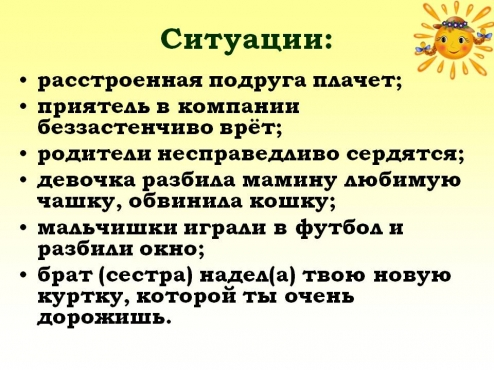 Ситуации:
• расстроенная подруга плачет;
• приятель в компании
беззастенчиво врёт;
• родители несправедливо сердятся;
• девочка разбила мамину любимую
чашку, обвинила кошку;
• мальчишки играли в футбол и
разбили окно;
• брат (сестра) надел(а) твою новую
куртку, которой ты очень
дорожишь.